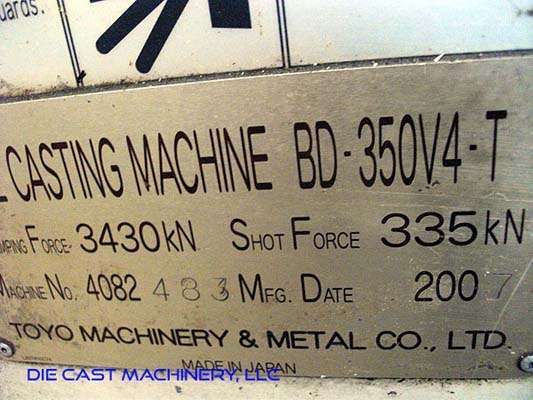 uards.
L CASTING MACHINE BD-350V4-T
MPING FORCE 3430kN SHOT FORCE 335kN
MACHINE NO. 4082 483 MFG. DATE 2007
TOYO MACHINERY & METAL CO., LTD.
MADE IN JAPAN
DIE CAST MACHINERY, LLC